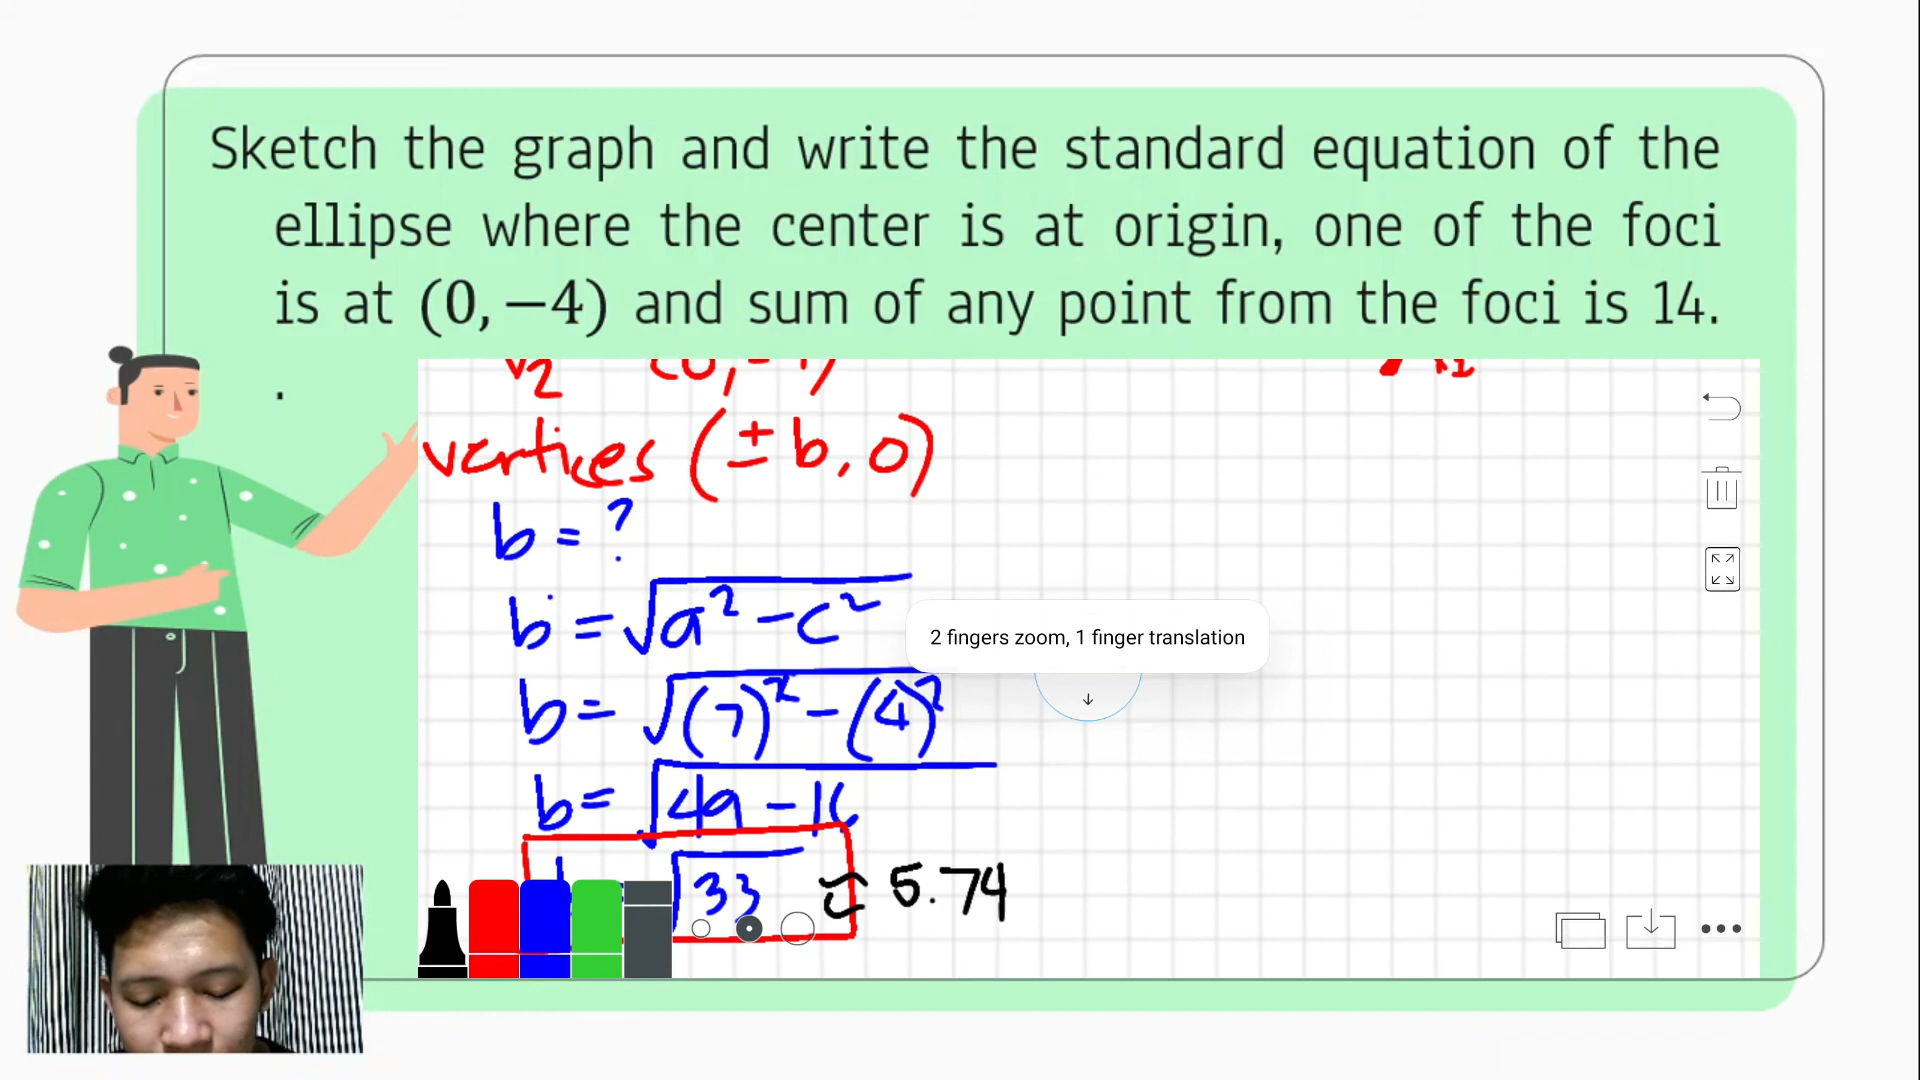 Sketch the graph and write the standard equation of the
ellipse where the center is at origin, one of the foci
is at (0, −4) and sum of any point from the foci is 14.
.
vertices (± b, 0)
b = ?
b = √a² − c²
2 fingers zoom, 1 finger translation
b = √(7)² − (4)²
b = √49 − 16
√33 ≈ 5.74